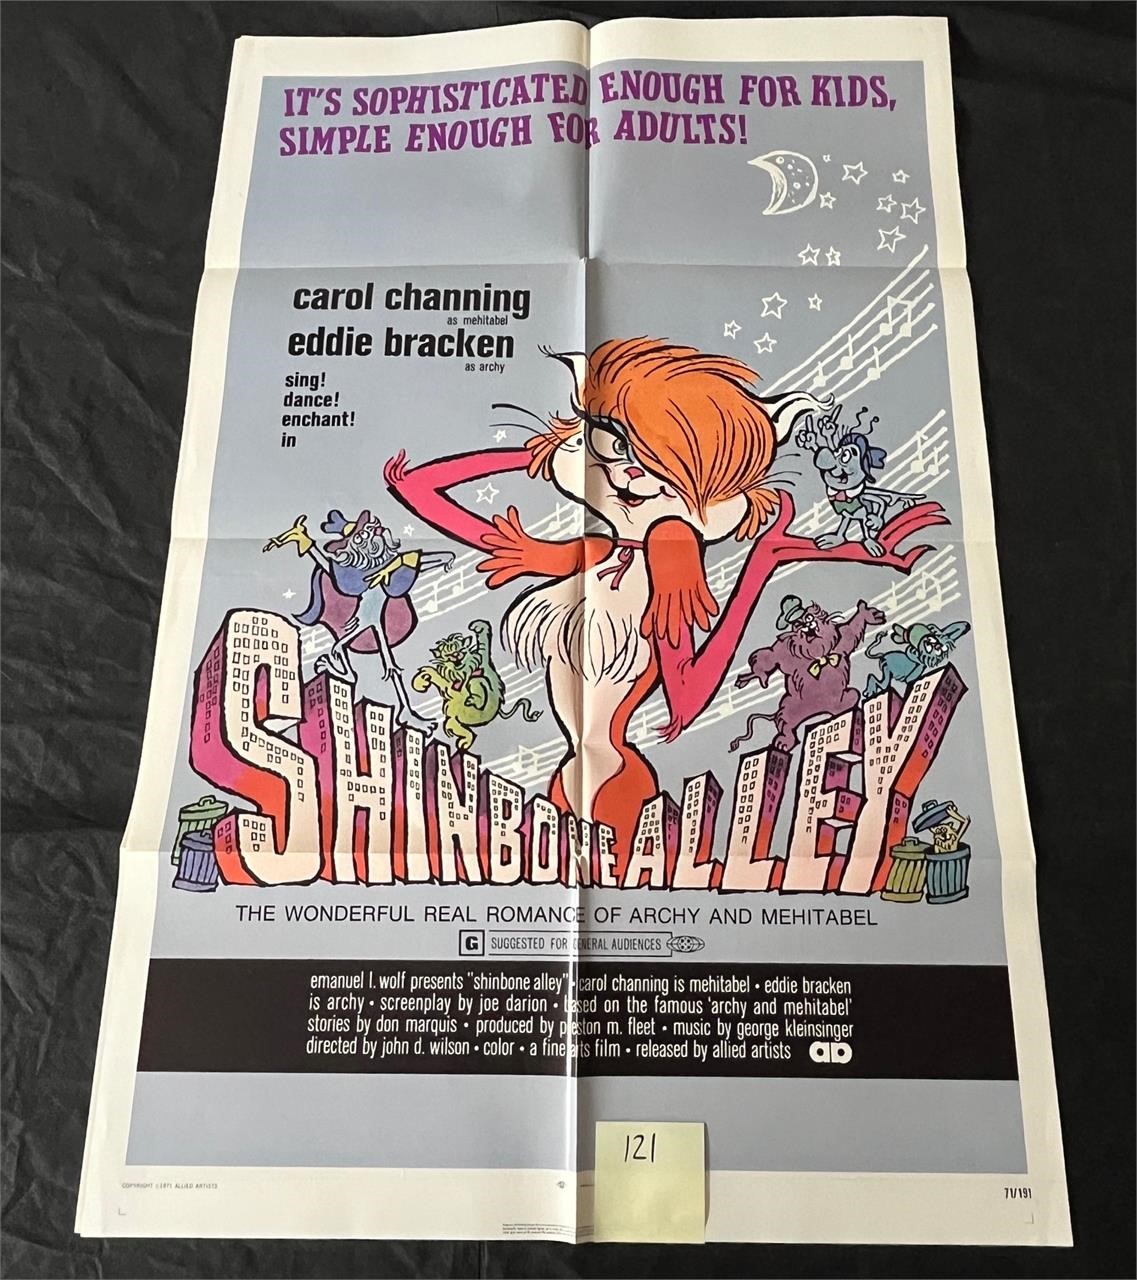 IT'S SOPHISTICATED ENOUGH FOR KIDS,
SIMPLE ENOUGH FOR ADULTS!
carol channing
as mehitabel
eddie bracken
as archy
sing!
dance!
enchant!
in
SHINBONE ALLEY
THE WONDERFUL REAL ROMANCE OF ARCHY AND MEHITABEL
G SUGGESTED FOR GENERAL AUDIENCES
emanuel l. wolf presents "shinbone alley" • carol channing is mehitabel • eddie bracken
is archy • screenplay by joe darion • based on the famous 'archy and mehitabel'
stories by don marquis • produced by preston m. fleet • music by george kleinsinger
directed by john d. wilson • color • a fine arts film • released by allied artists
121
COPYRIGHT ©1971 ALLIED ARTISTS
71/191